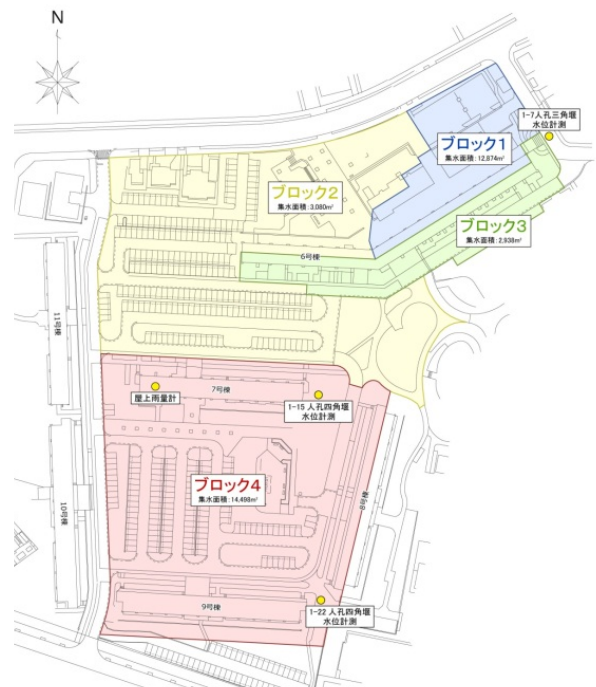 N
1-7人孔三角堰
水位計測
ブロック1
集水面積：12,874m²
ブロック2
集水面積：3,080m²
ブロック3
集水面積：2,938m²
6号棟
11号棟
屋上雨量計
7号棟
1-15 人孔四角堰
水位計測
ブロック4
集水面積：14,498m²
8号棟
10号棟
9号棟
1-22 人孔四角堰
水位計測